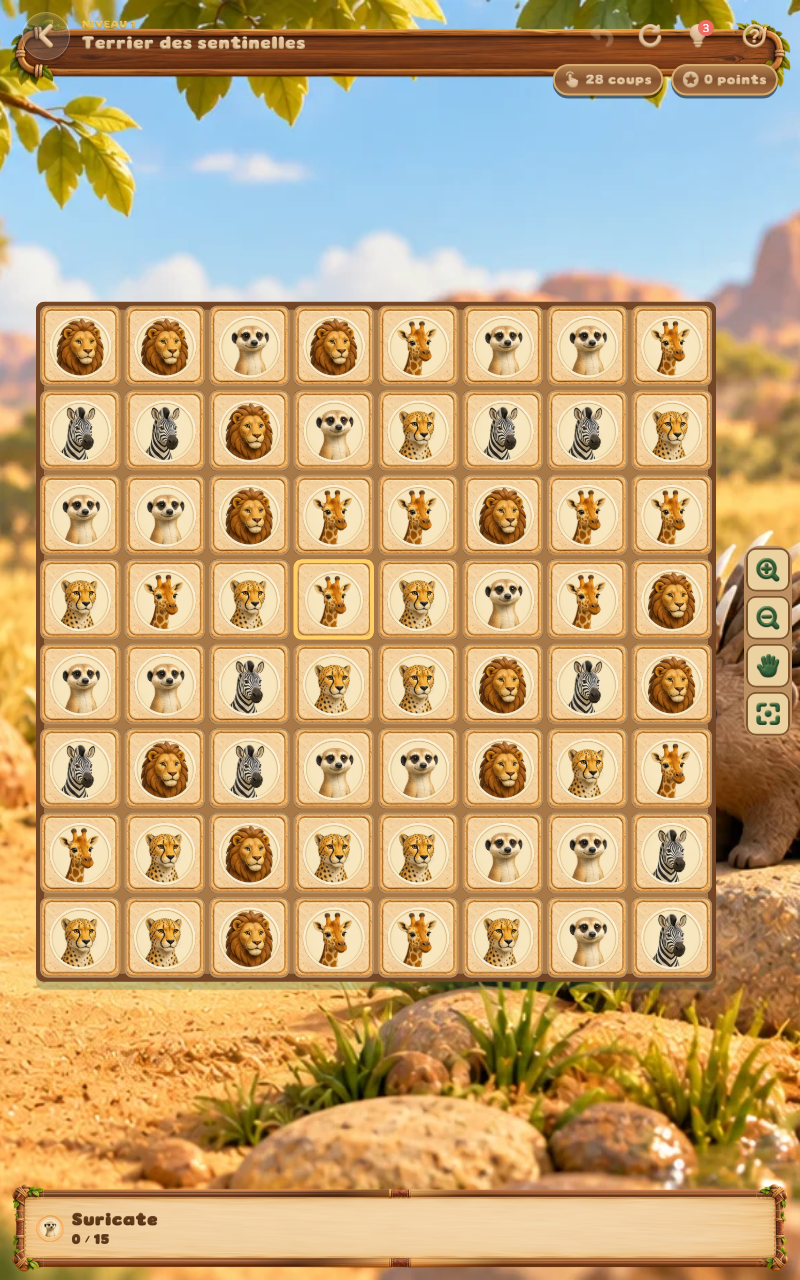 NIVEAU 1
Terrier des sentinelles
3
28 coups
0 points
Suricate
0 / 15